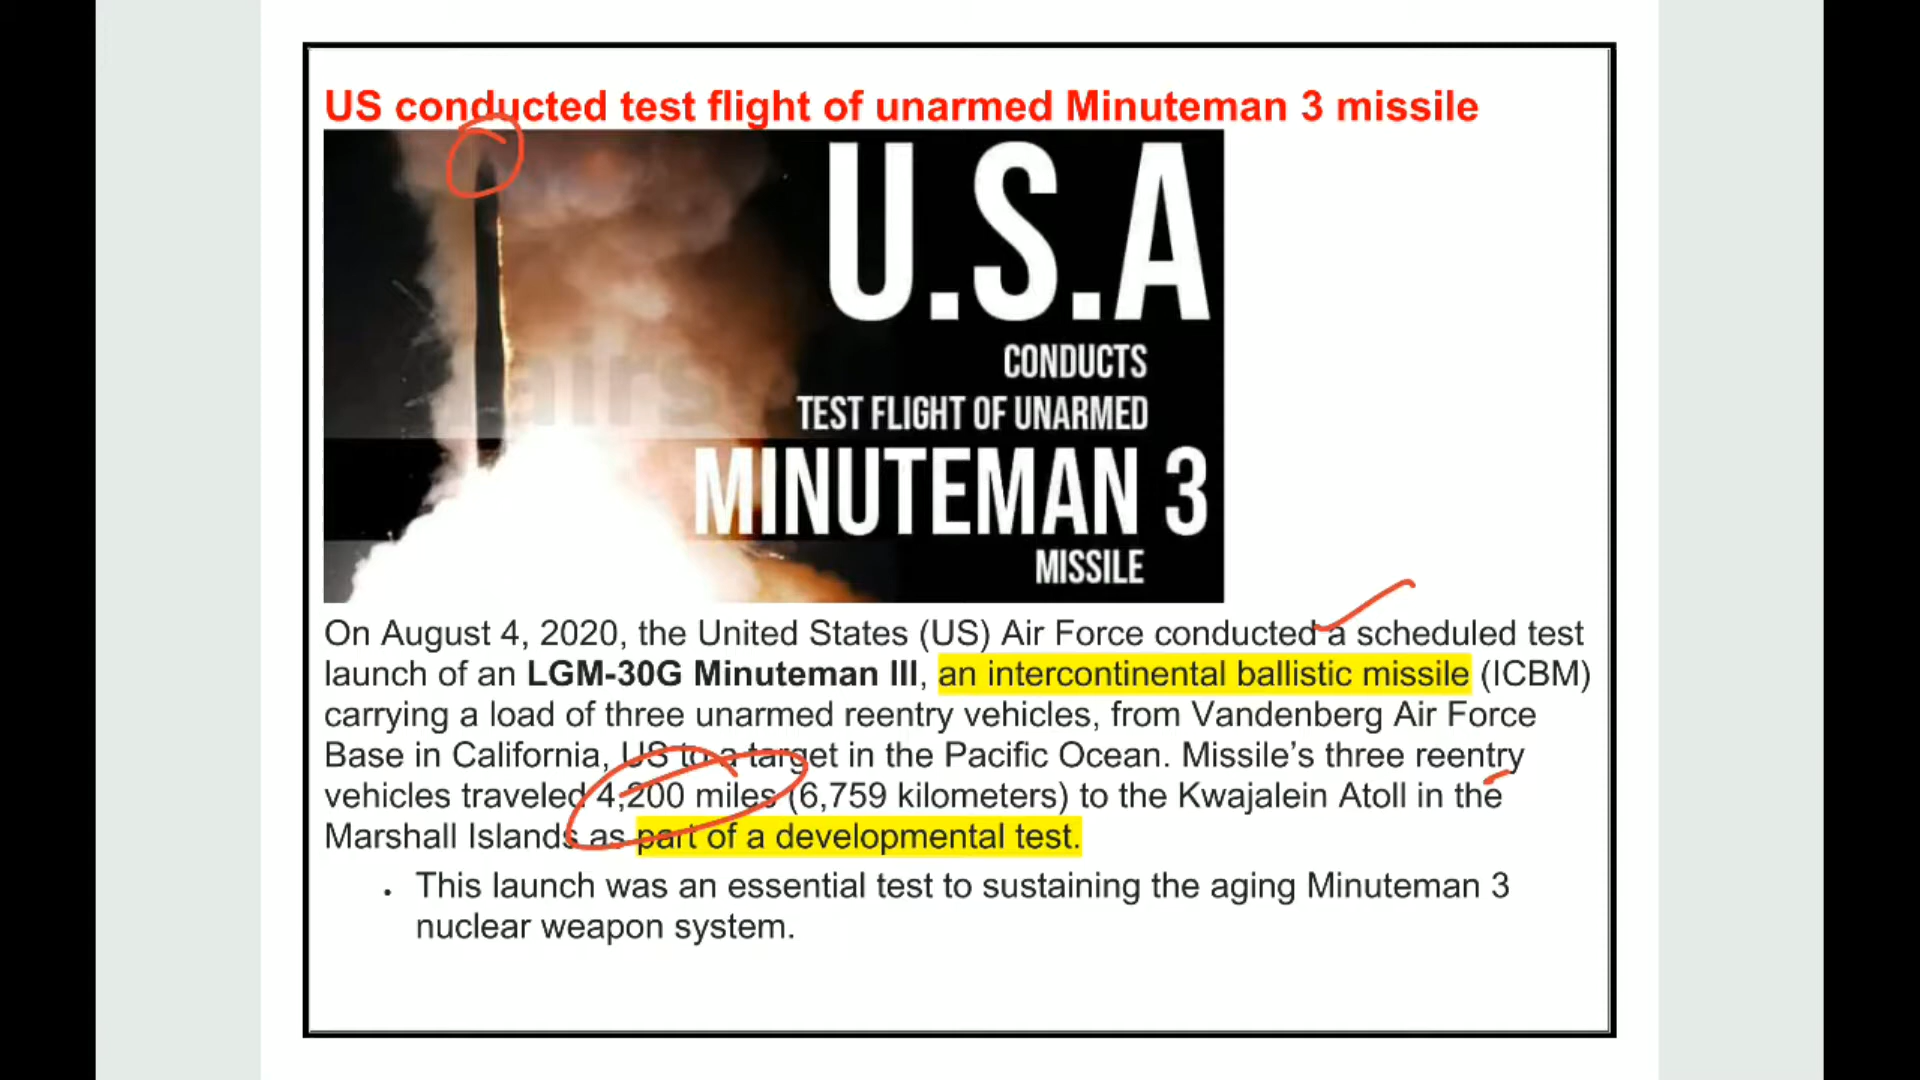 US conducted test flight of unarmed Minuteman 3 missile
U.S.A
CONDUCTS
TEST FLIGHT OF UNARMED
MINUTEMAN 3
MISSILE
On August 4, 2020, the United States (US) Air Force conducted a scheduled test
launch of an LGM-30G Minuteman III, an intercontinental ballistic missile (ICBM)
carrying a load of three unarmed reentry vehicles, from Vandenberg Air Force
Base in California, US to a target in the Pacific Ocean. Missile’s three reentry
vehicles traveled 4,200 miles (6,759 kilometers) to the Kwajalein Atoll in the
Marshall Islands as part of a developmental test.
• This launch was an essential test to sustaining the aging Minuteman 3
nuclear weapon system.